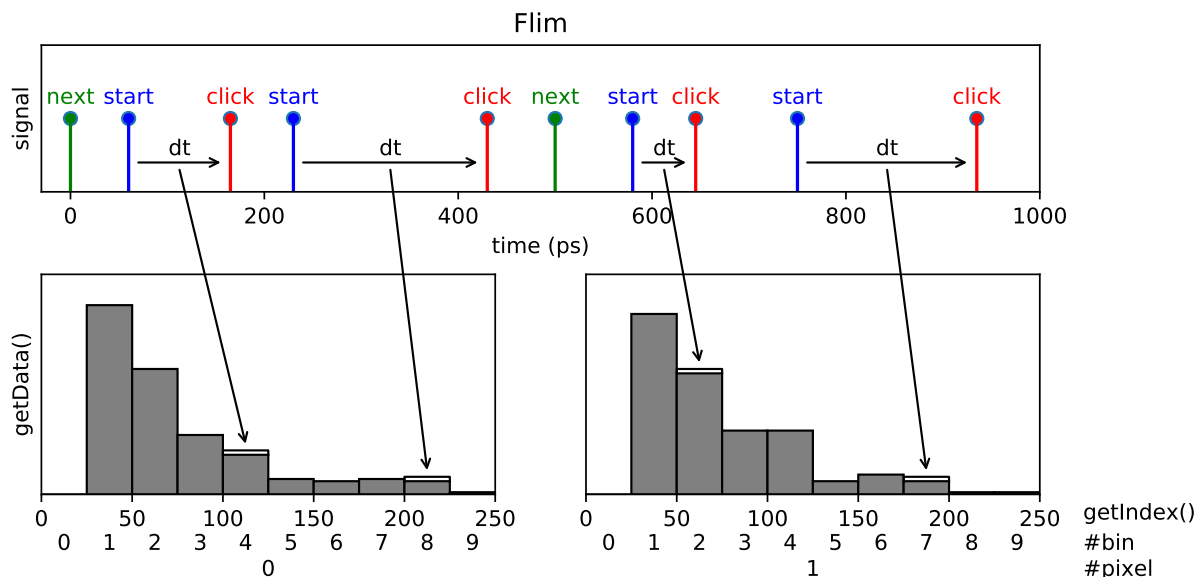 Flim
signal
next start click start click next start click start click
dt dt dt dt
0 200 400 600 800 1000
time (ps)
getData()
0 50 100 150 200 250 0 50 100 150 200 250 getIndex()
0 1 2 3 4 5 6 7 8 9 0 1 2 3 4 5 6 7 8 9 #bin
0 1 #pixel